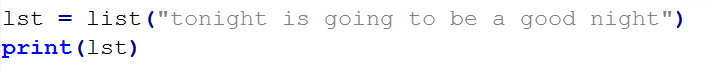 lst = list("tonight is going to be a good night")
print(lst)